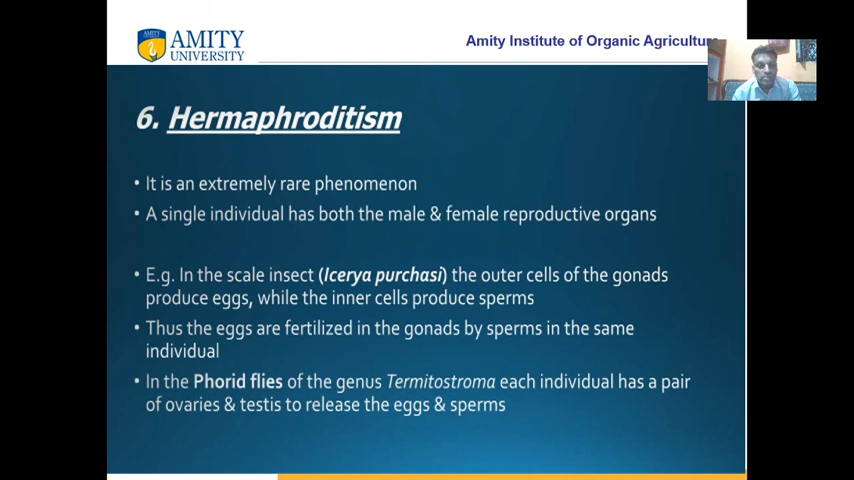 AMITY
AMITY
UNIVERSITY
Amity Institute of Organic Agriculture
6. Hermaphroditism
• It is an extremely rare phenomenon
• A single individual has both the male & female reproductive organs
• E.g. In the scale insect (Icerya purchasi) the outer cells of the gonads
produce eggs, while the inner cells produce sperms
• Thus the eggs are fertilized in the gonads by sperms in the same
individual
• In the Phorid flies of the genus Termitostroma each individual has a pair
of ovaries & testis to release the eggs & sperms